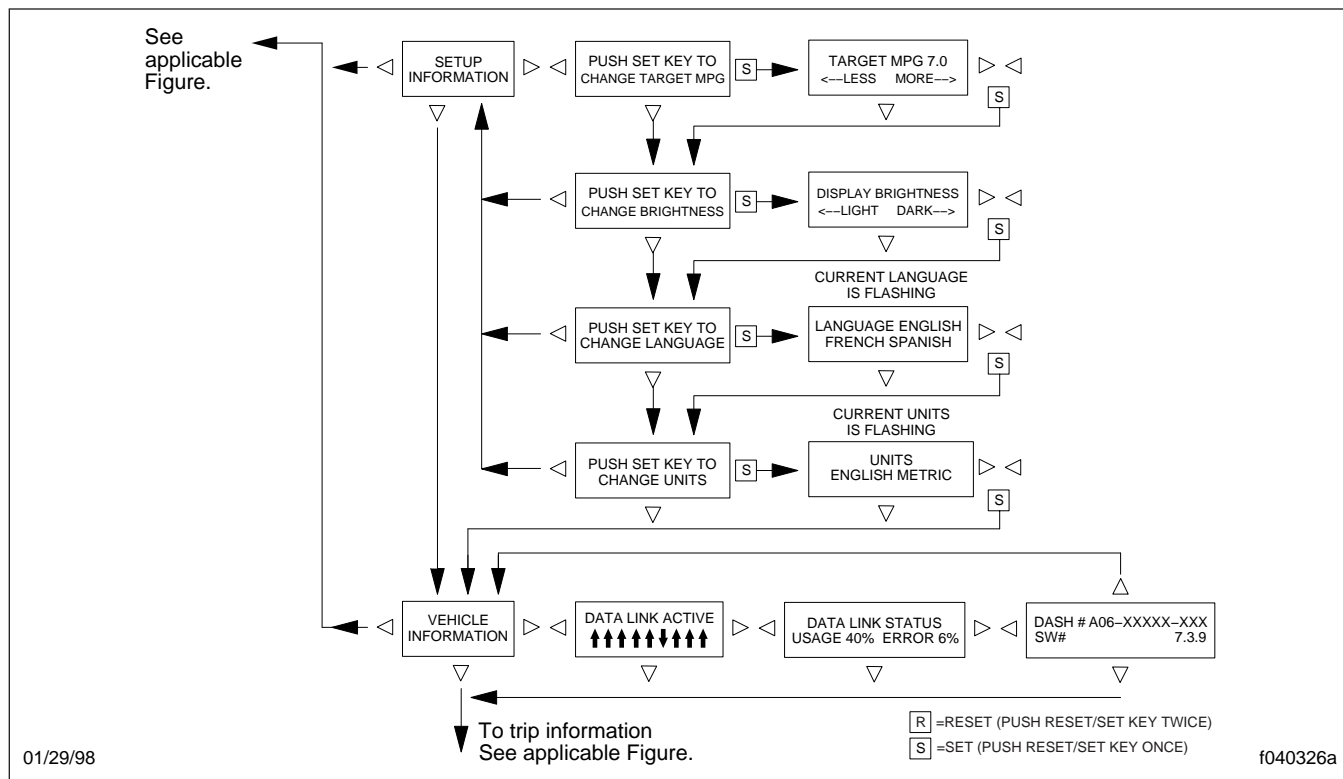 See
applicable
Figure.
SETUP
INFORMATION
PUSH SET KEY TO
CHANGE TARGET MPG
S
TARGET MPG 7.0
<––LESS MORE––>
S
PUSH SET KEY TO
CHANGE BRIGHTNESS
S
DISPLAY BRIGHTNESS
<––LIGHT DARK––>
S
CURRENT LANGUAGE
IS FLASHING
PUSH SET KEY TO
CHANGE LANGUAGE
S
LANGUAGE ENGLISH
FRENCH SPANISH
S
CURRENT UNITS
IS FLASHING
PUSH SET KEY TO
CHANGE UNITS
S
UNITS
ENGLISH METRIC
S
VEHICLE
INFORMATION
DATA LINK ACTIVE
DATA LINK STATUS
USAGE 40% ERROR 6%
DASH # A06–XXXXX–XXX
SW# 7.3.9
To trip information
See applicable Figure.
R =RESET (PUSH RESET/SET KEY TWICE)
S =SET (PUSH RESET/SET KEY ONCE)
01/29/98
f040326a